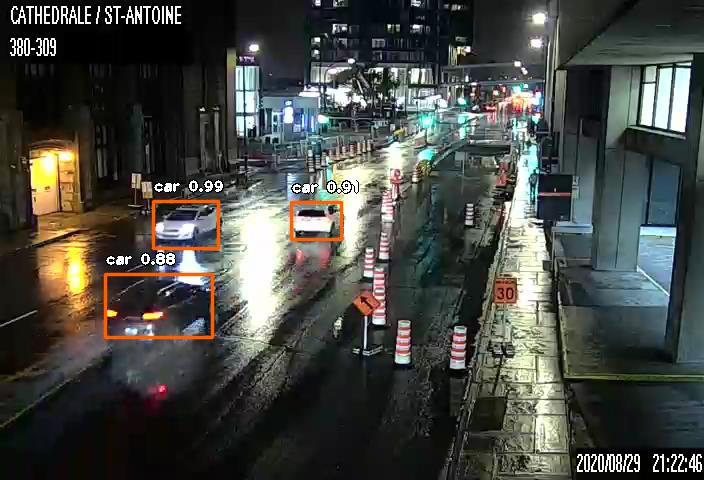 CATHEDRALE / ST-ANTOINE
380-309
car 0.99
car 0.91
car 0.88
30
2020/08/29 21:22:46